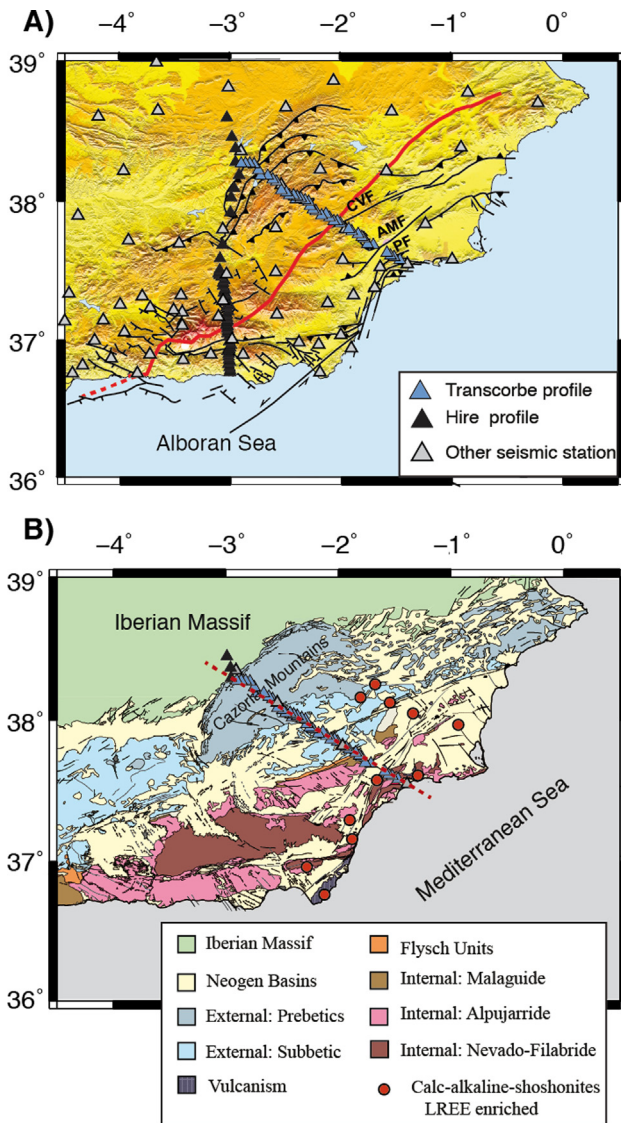 A)
−4° −3° −2° −1° 0°
39°
38°
37°
36°
CVF
AMF
PF
Alboran Sea
Transcorbe profile
Hire profile
Other seismic station
B)
−4° −3° −2° −1° 0°
39°
38°
37°
36°
Iberian Massif
Cazorla Mountains
Mediterranean Sea
Iberian Massif
Neogen Basins
External: Prebetics
External: Subbetic
Vulcanism
Flysch Units
Internal: Malaguide
Internal: Alpujarride
Internal: Nevado-Filabride
Calc-alkaline-shoshonites
LREE enriched